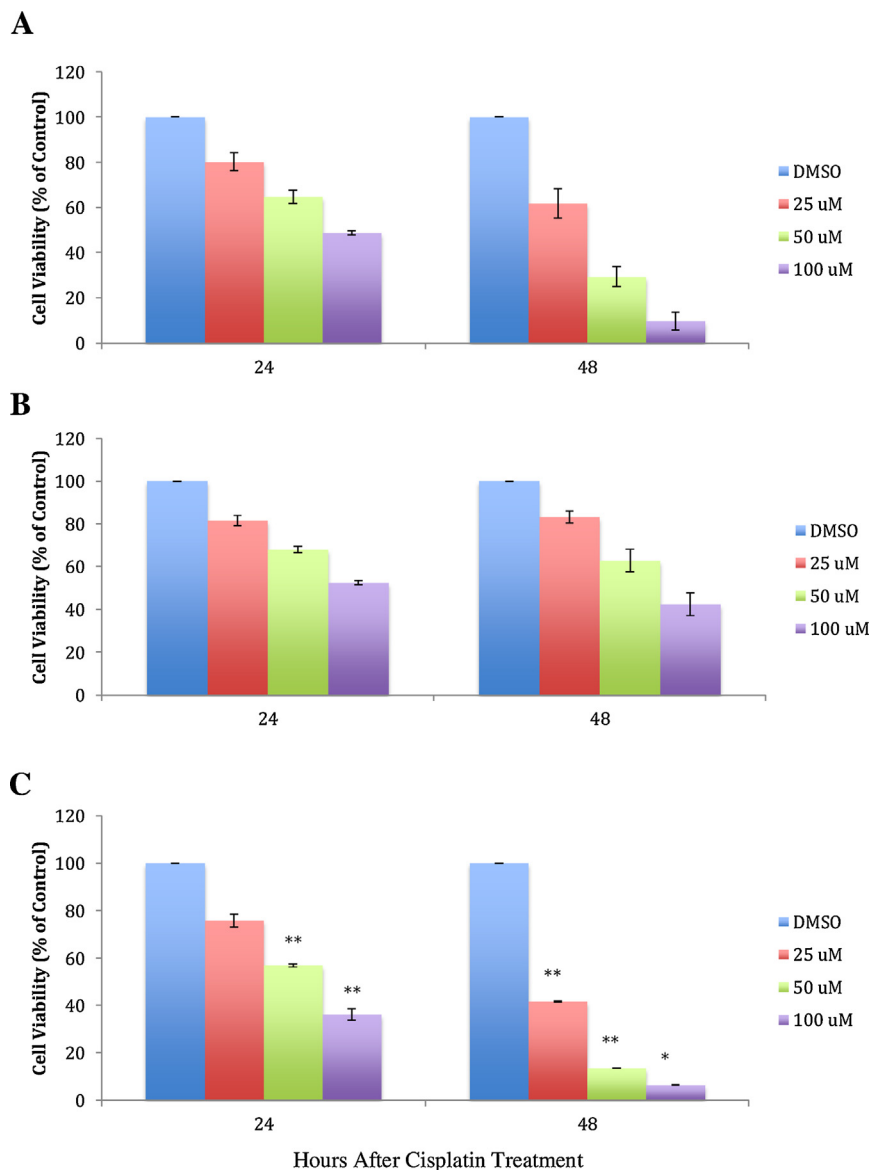 A
Cell Viability (% of Control)
120
100
80
60
40
20
0
24
48
DMSO
25 uM
50 uM
100 uM
B
Cell Viability (% of Control)
120
100
80
60
40
20
0
24
48
DMSO
25 uM
50 uM
100 uM
C
Cell Viability (% of Control)
120
100
80
60
40
20
0
**
**
**
**
*
24
48
DMSO
25 uM
50 uM
100 uM
Hours After Cisplatin Treatment